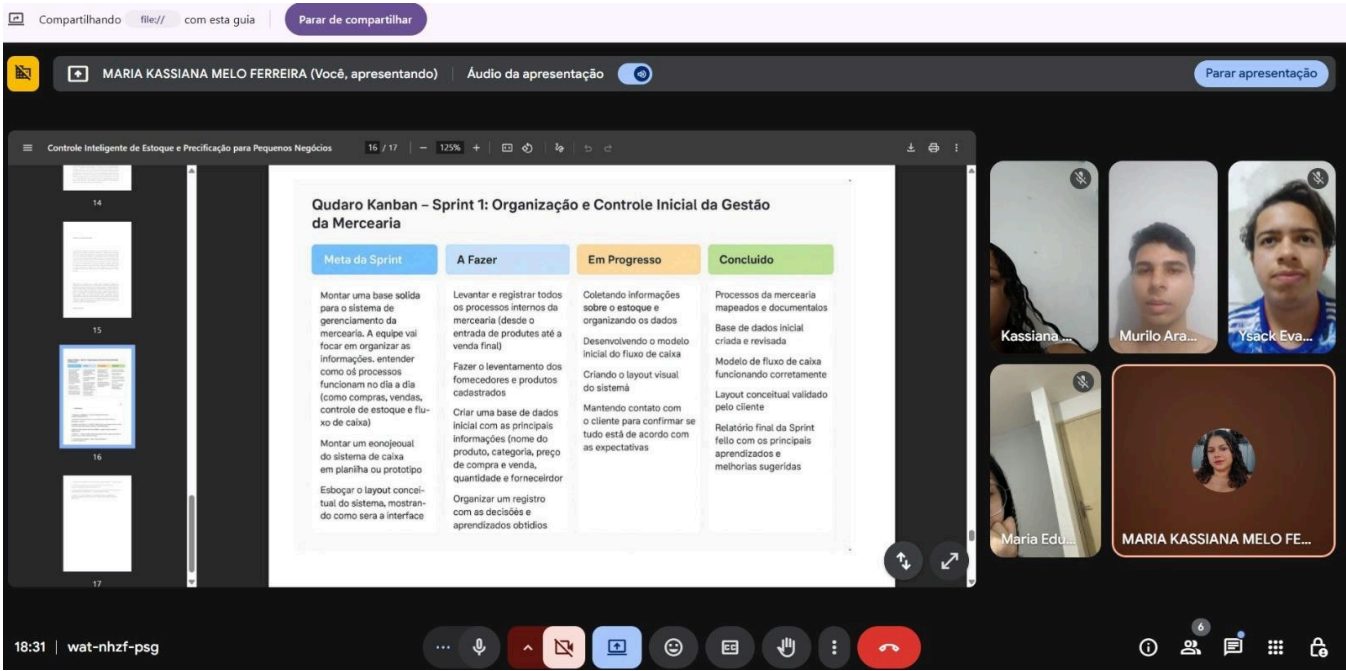 Compartilhando file:// com esta guia Parar de compartilhar
MARIA KASSIANA MELO FERREIRA (Você, apresentando) Áudio da apresentação Parar apresentação
Controle Inteligente de Estoque e Precificação para Pequenos Negócios 16 / 17 − 125% +
14
15
16
17
Qudaro Kanban – Sprint 1: Organização e Controle Inicial da Gestão
da Mercearia
Meta da Sprint
Montar uma base solida
para o sistema de
gerenciamento da
mercearia. A equipe vai
focar em organizar as
informações. entender
como os processos
funcionam no dia a dia
(como compras, vendas,
controle de estoque e flu-
xo de caixa)
Montar um eonojeoual
do sistema de caixa
em planilha ou prototipo
Esboçar o layout concei-
tual do sistema, mostran-
do como sera a interface
A Fazer
Levantar e registrar todos
os processos internos da
mercearia (desde o
entrada de produtes até a
venda final)
Fazer o levantamento dos
fomecedores e produtos
cadastrados
Criar uma base de dados
inicial com as principais
informações (nome do
produto, categoria, preço
de compra e venda,
quantidade e forneceirdor
Organizar um registro
com as decisões e
aprendizados obtidios
Em Progresso
Coletando informações
sobre o estoque e
organizando os dados
Desenvolvendo o modelo
inicial do fiuxo de caixa
Criando o layout visual
do sistemá
Mantendo contato com
o cliente para confirmar se
tudo está de acordo com
as expectativas
Concluido
Processos da mercearia
mapeados e documentalos
Base de dados inicial
criada e revisada
Modelo de fluxo de caixa
funcionando corretamente
Layout conceitual validado
pelo ciiente
Relatório final da Sprint
fello com os principais
aprendizados e
melhorias sugeridas
Kassiana ...
Murilo Ara...
Ysack Eva...
Maria Edu...
MARIA KASSIANA MELO FE...
18:31 | wat-nhzf-psg
6